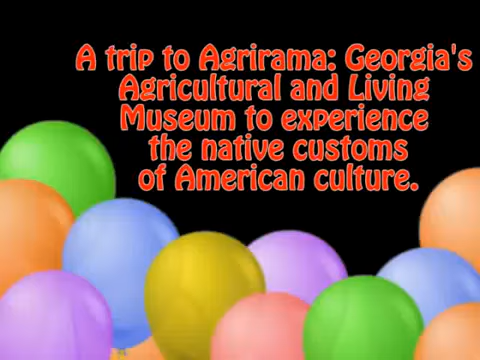 A trip to Agrirama: Georgia's
Agricultural and Living
Museum to experience
the native customs
of American culture.